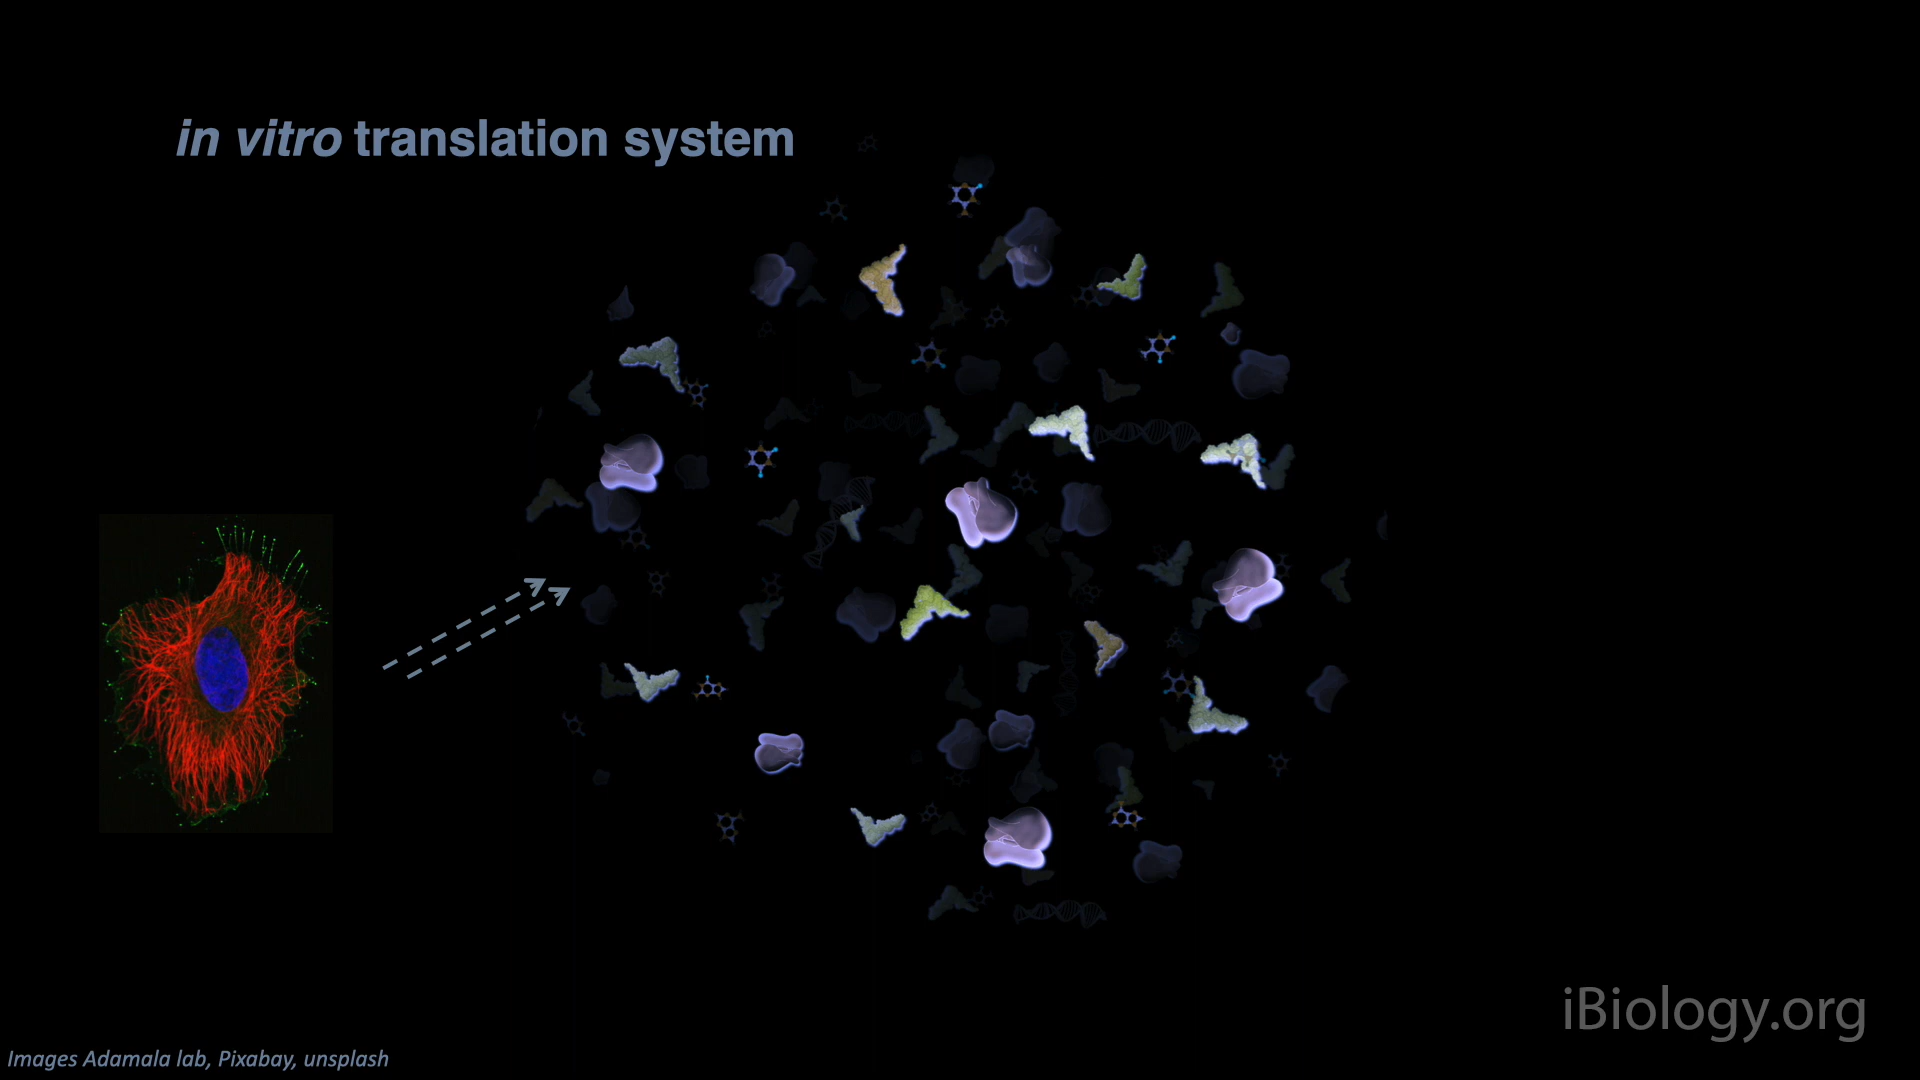 in vitro translation system
iBiology.org
Images Adamala lab, Pixabay, unsplash